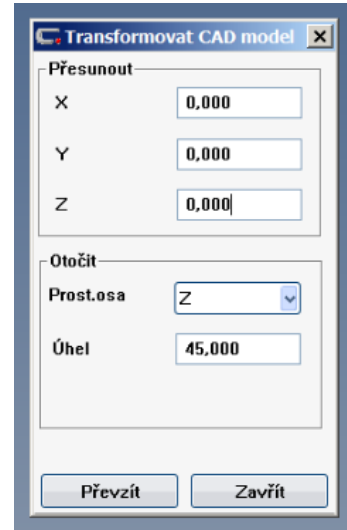 Transformovat CAD model
Přesunout
X 0,000
Y 0,000
Z 0,000
Otočit
Prost.osa Z
Úhel 45,000
Převzít Zavřít